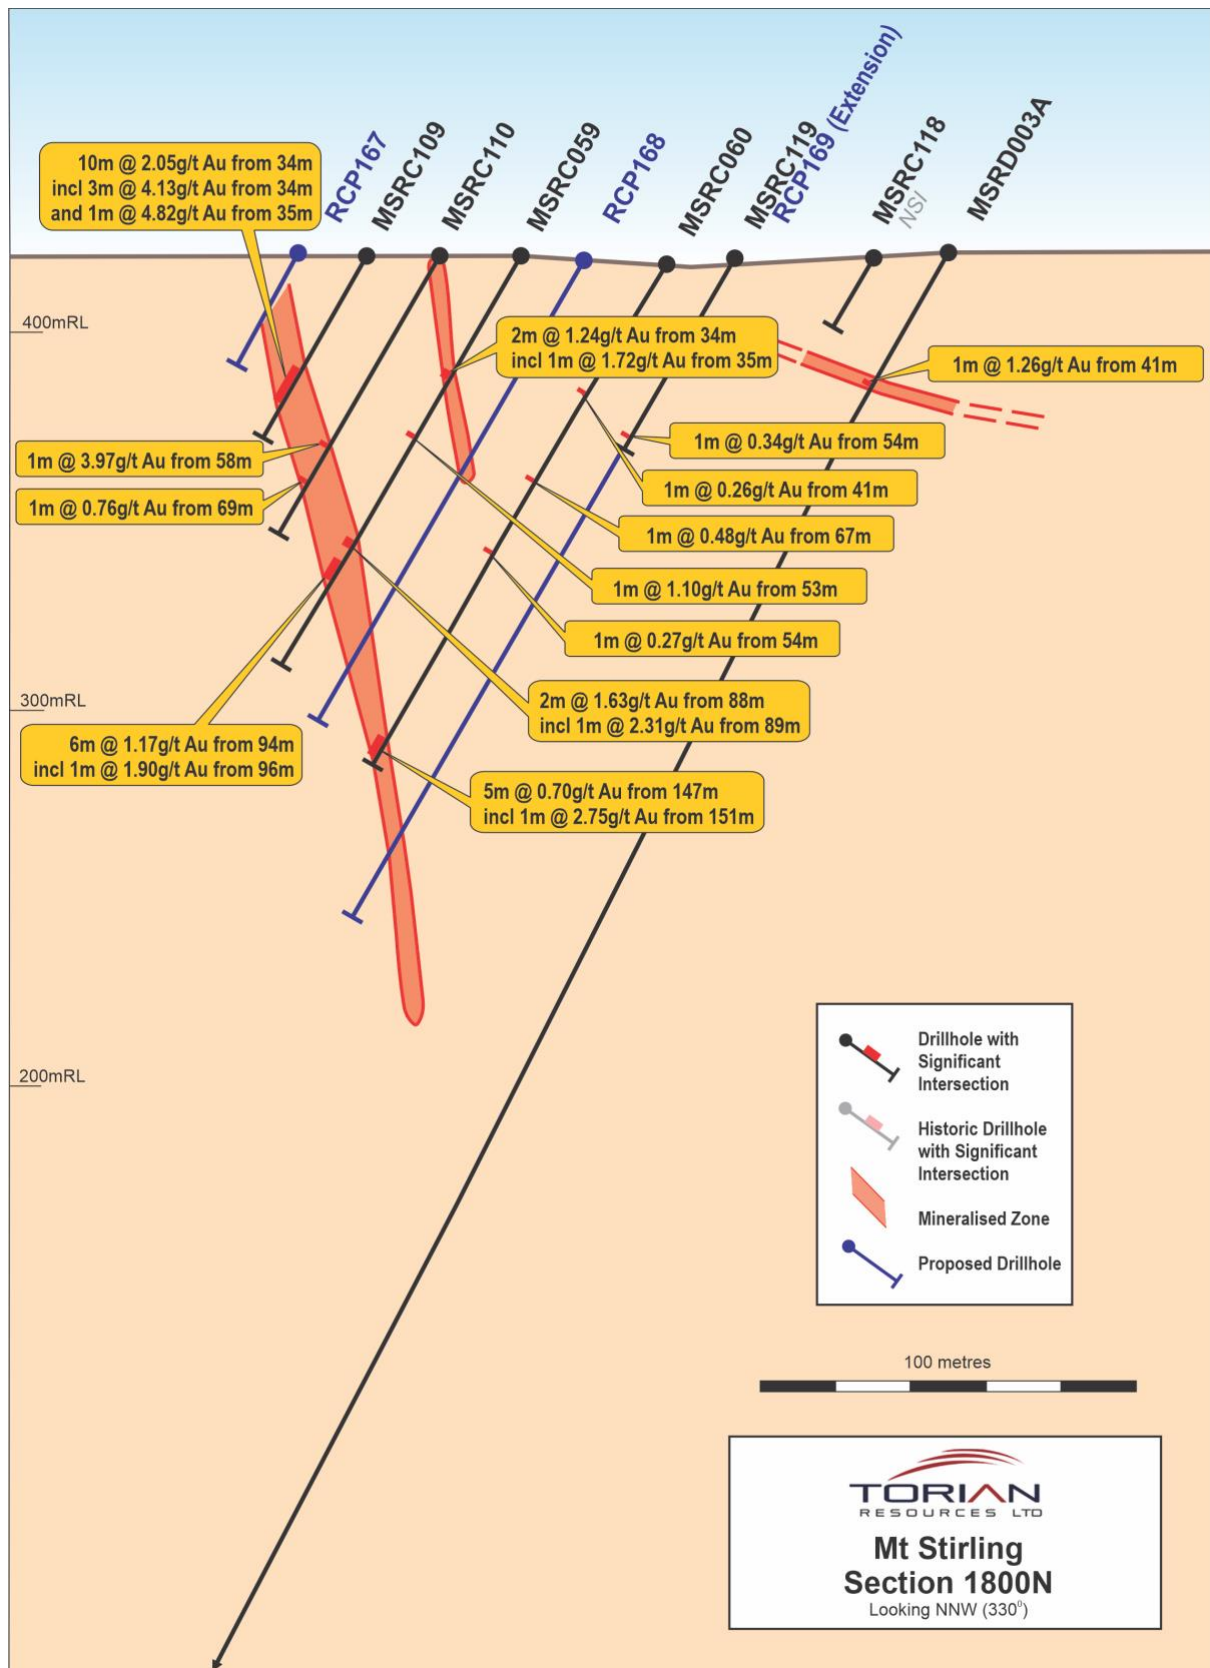 RCP167
MSRC109
MSRC110
MSRC059
RCP168
MSRC060
MSRC119
RCP169 (Extension)
MSRC118
NSI
MSRD003A
10m @ 2.05g/t Au from 34m
incl 3m @ 4.13g/t Au from 34m
and 1m @ 4.82g/t Au from 35m
400mRL
2m @ 1.24g/t Au from 34m
incl 1m @ 1.72g/t Au from 35m
1m @ 1.26g/t Au from 41m
1m @ 3.97g/t Au from 58m
1m @ 0.34g/t Au from 54m
1m @ 0.76g/t Au from 69m
1m @ 0.26g/t Au from 41m
1m @ 0.48g/t Au from 67m
1m @ 1.10g/t Au from 53m
1m @ 0.27g/t Au from 54m
300mRL
2m @ 1.63g/t Au from 88m
incl 1m @ 2.31g/t Au from 89m
6m @ 1.17g/t Au from 94m
incl 1m @ 1.90g/t Au from 96m
5m @ 0.70g/t Au from 147m
incl 1m @ 2.75g/t Au from 151m
200mRL
Drillhole with
Significant
Intersection
Historic Drillhole
with Significant
Intersection
Mineralised Zone
Proposed Drillhole
100 metres
TORIAN
RESOURCES LTD
Mt Stirling
Section 1800N
Looking NNW (330⁰)